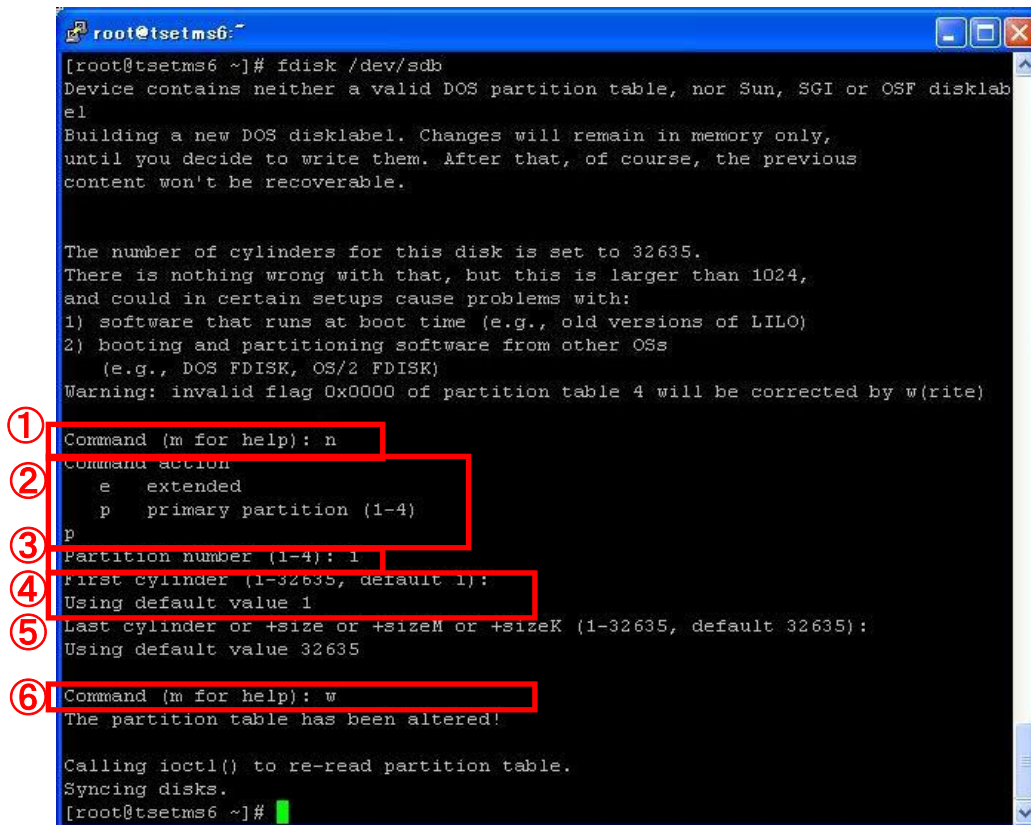 root@tsetms6:~
[root@tsetms6 ~]# fdisk /dev/sdb
Device contains neither a valid DOS partition table, nor Sun, SGI or OSF disklab
el
Building a new DOS disklabel. Changes will remain in memory only,
until you decide to write them. After that, of course, the previous
content won't be recoverable.
The number of cylinders for this disk is set to 32635.
There is nothing wrong with that, but this is larger than 1024,
and could in certain setups cause problems with:
1) software that runs at boot time (e.g., old versions of LILO)
2) booting and partitioning software from other OSs
(e.g., DOS FDISK, OS/2 FDISK)
Warning: invalid flag 0x0000 of partition table 4 will be corrected by w(rite)
① Command (m for help): n
Command action
② e extended
p primary partition (1-4)
p
③ Partition number (1-4): 1
First cylinder (1-32635, default 1):
④ Using default value 1
⑤ Last cylinder or +size or +sizeM or +sizeK (1-32635, default 32635):
Using default value 32635
⑥ Command (m for help): w
The partition table has been altered!
Calling ioctl() to re-read partition table.
Syncing disks.
[root@tsetms6 ~]#